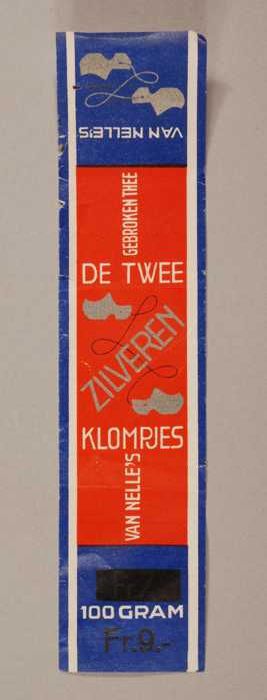 VAN NELLE'S
GEBROKEN THEE
DE TWEE
ZILVEREN
KLOMPJES
VAN NELLE'S
100 GRAM
Fr.9.-